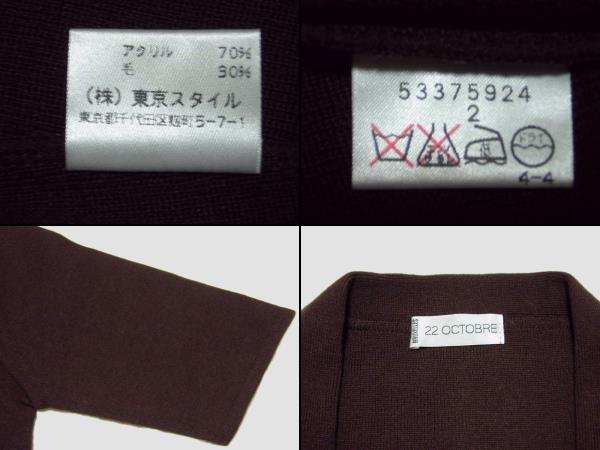 アクリル 70%
毛 30%
(株)東京スタイル
東京都千代田区麹町5-7-1
53375924
2
低
ドライ
4-4
22 OCTOBRE